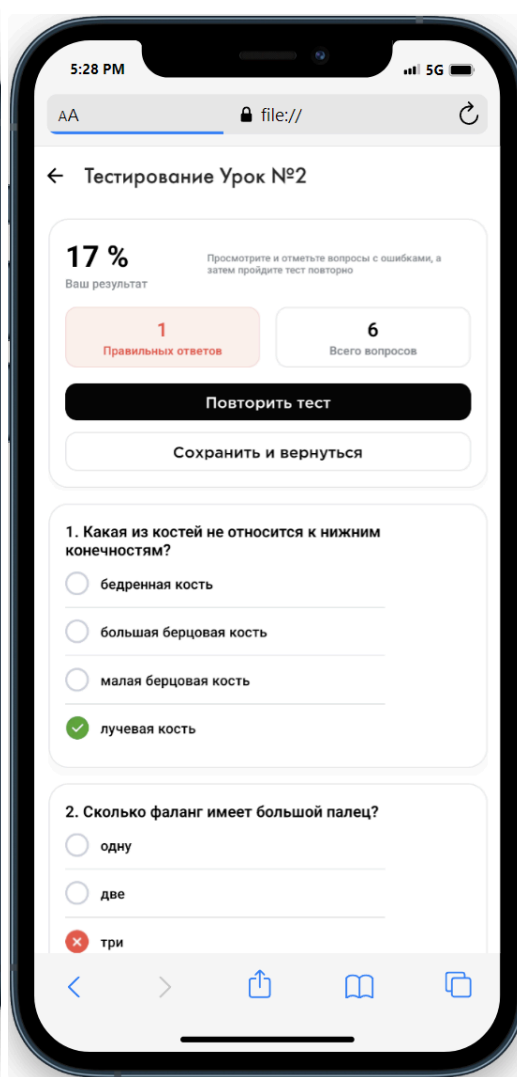 5:28 PM
5G
AA
file://
Тестирование Урок №2
17 %
Ваш результат
Просмотрите и отметьте вопросы с ошибками, а
затем пройдите тест повторно
1
Правильных ответов
6
Всего вопросов
Повторить тест
Сохранить и вернуться
1. Какая из костей не относится к нижним
конечностям?
бедренная кость
большая берцовая кость
малая берцовая кость
лучевая кость
2. Сколько фаланг имеет большой палец?
одну
две
три